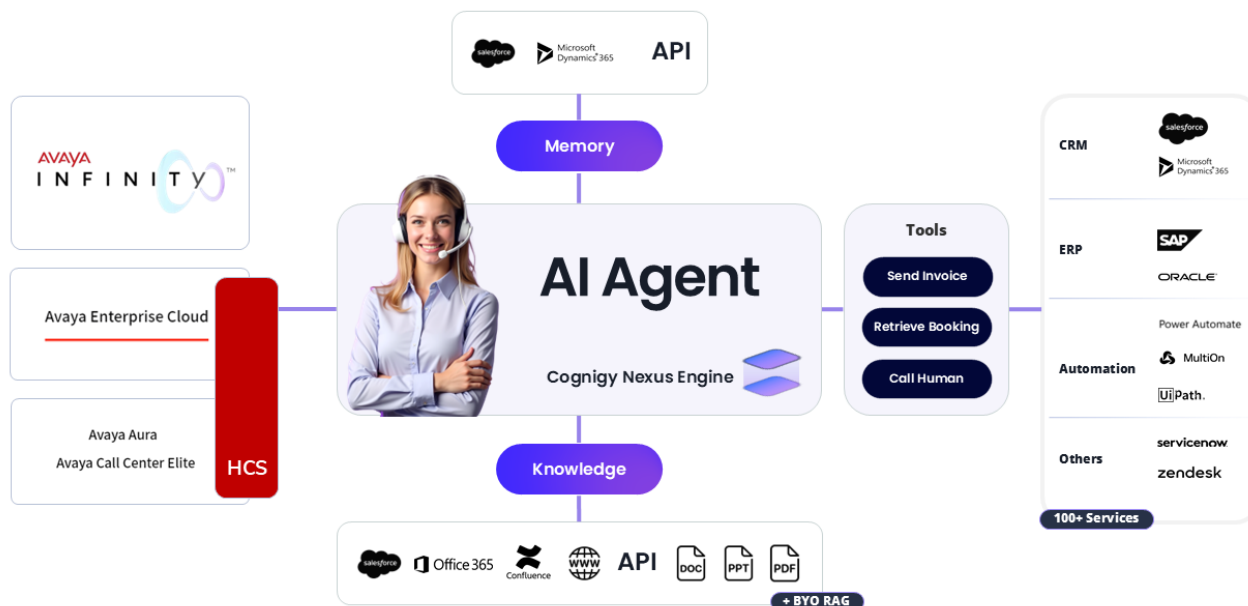 salesforce
Microsoft
Dynamics 365
API
Memory
AVAYA
INFINITY™
Avaya Enterprise Cloud
Avaya Aura
Avaya Call Center Elite
HCS
AI Agent
Cognigy Nexus Engine
Tools
Send Invoice
Retrieve Booking
Call Human
CRM
salesforce
Microsoft
Dynamics 365
ERP
SAP
ORACLE
Automation
Power Automate
MultiOn
UiPath
Others
servicenow
zendesk
100+ Services
Knowledge
salesforce
Office 365
Confluence
WWW
API
DOC
PPT
PDF
+ BYO RAG